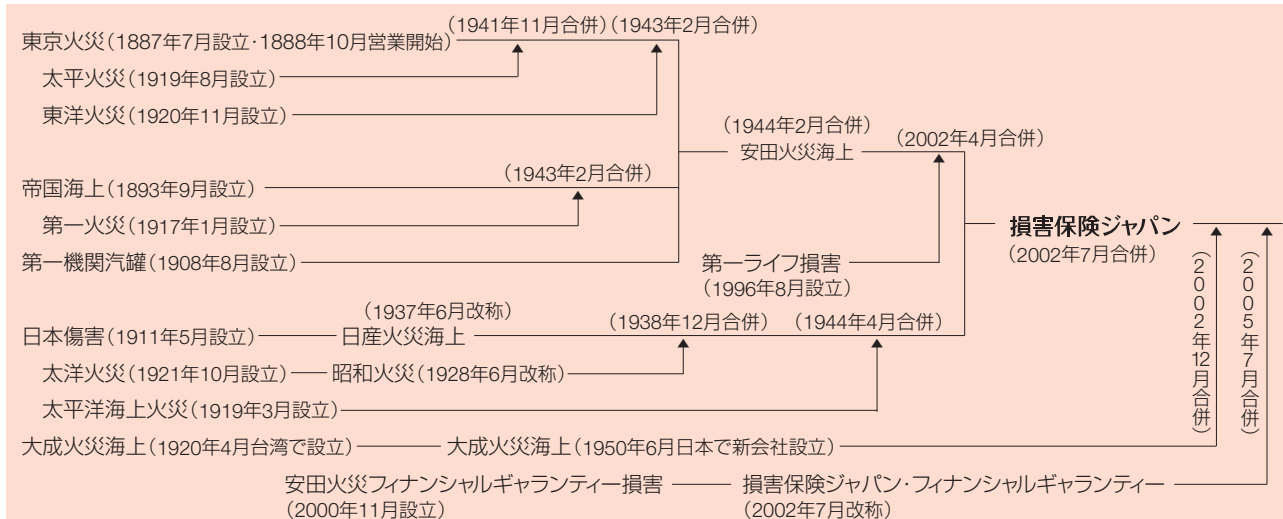 (1941年11月合併)(1943年2月合併)
東京火災(1887年7月設立・1888年10月営業開始)
太平火災(1919年8月設立)
東洋火災(1920年11月設立)
(1944年2月合併)
安田火災海上
(2002年4月合併)
(1943年2月合併)
帝国海上(1893年9月設立)
第一火災(1917年1月設立)
第一機関汽罐(1908年8月設立)
第一ライフ損害
(1996年8月設立)
損害保険ジャパン
(2002年7月合併)
(2002年12月合併)
(2005年7月合併)
(1937年6月改称)
日本傷害(1911年5月設立)
日産火災海上
(1938年12月合併)
(1944年4月合併)
太洋火災(1921年10月設立)
昭和火災(1928年6月改称)
太平洋海上火災(1919年3月設立)
大成火災海上(1920年4月台湾で設立)
大成火災海上(1950年6月日本で新会社設立)
安田火災フィナンシャルギャランティー損害
(2000年11月設立)
損害保険ジャパン・フィナンシャルギャランティー
(2002年7月改称)